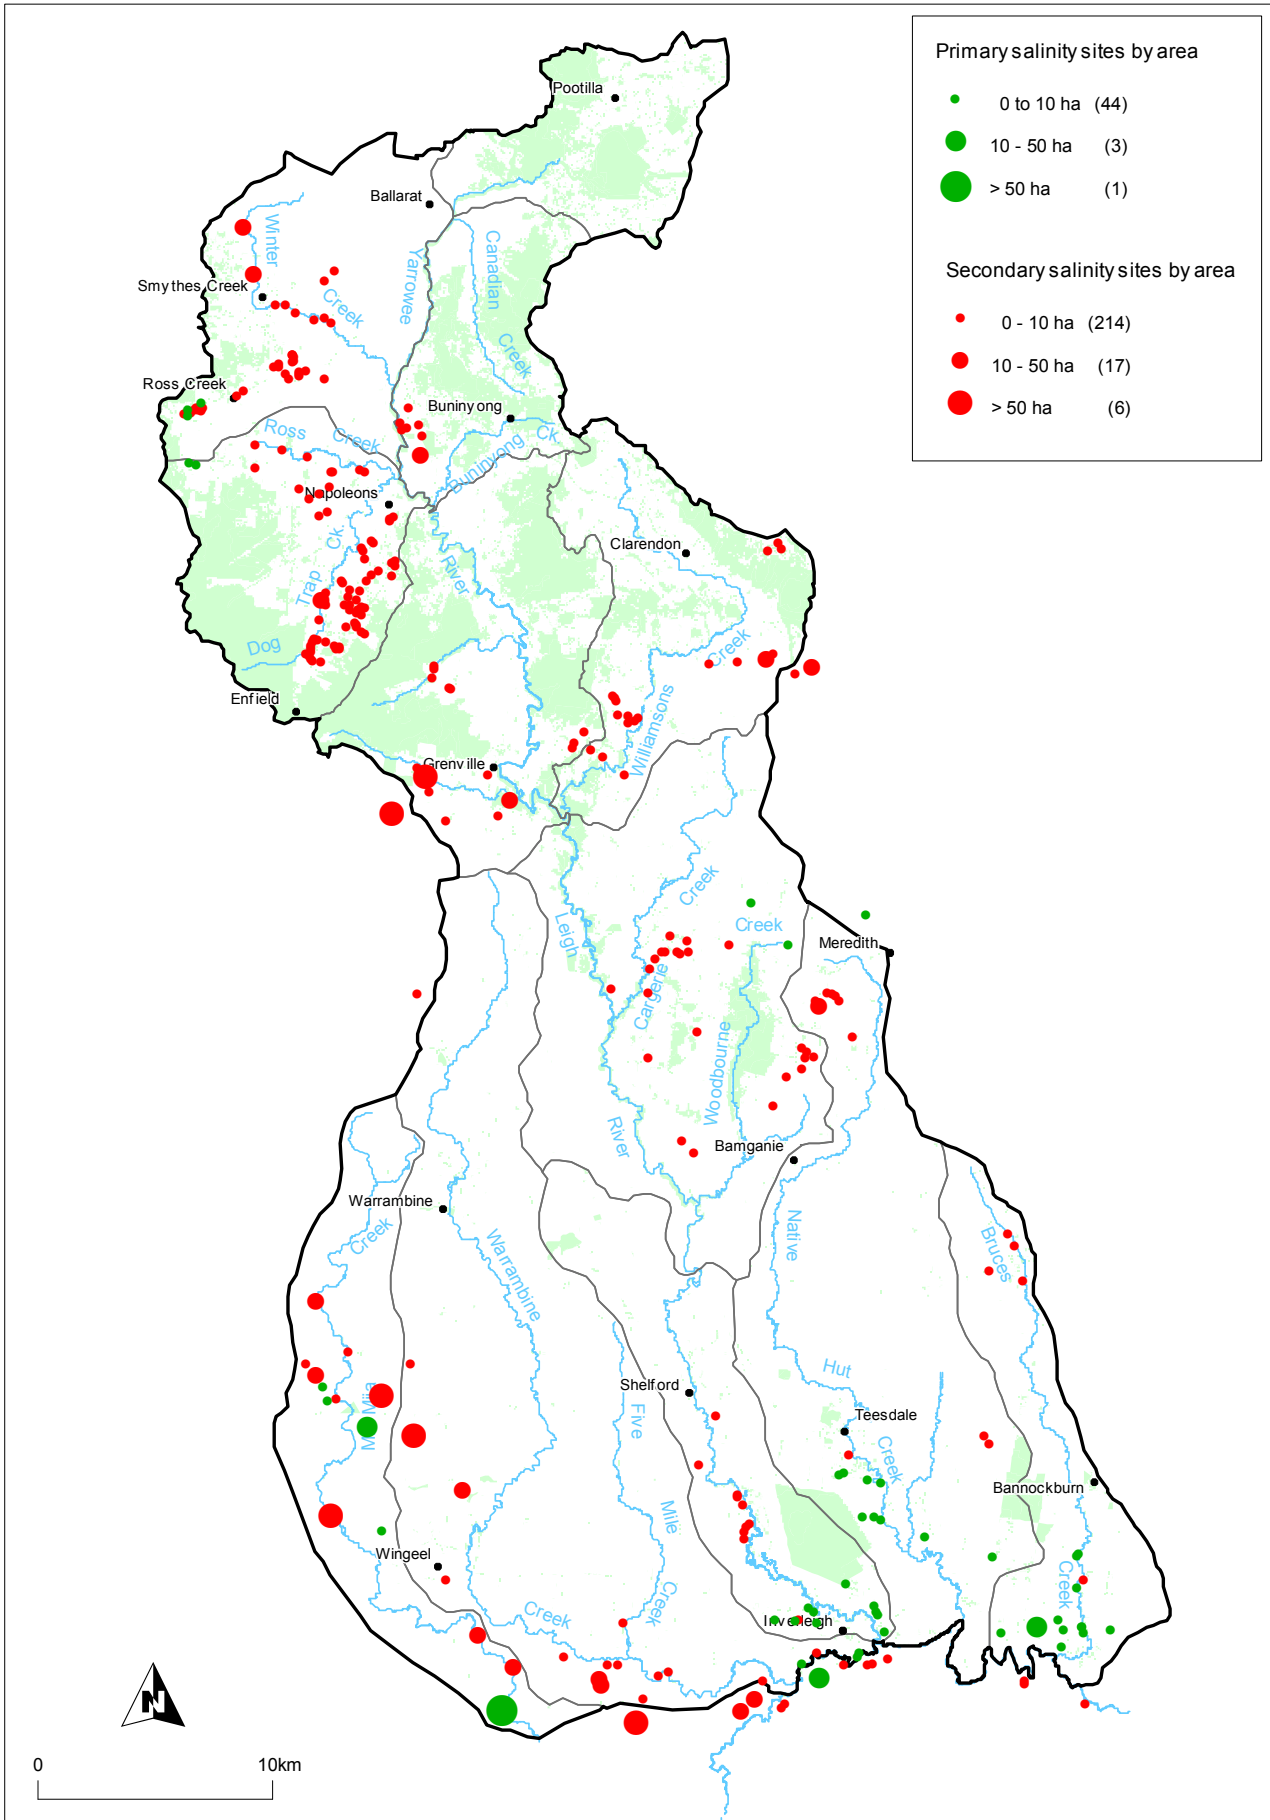 Primary salinity sites by area
0 to 10 ha (44)
10 - 50 ha (3)
> 50 ha (1)
Secondary salinity sites by area
0 - 10 ha (214)
10 - 50 ha (17)
> 50 ha (6)
Pootilla
Ballarat
Winter
Creek
Yarrowee
Canadian
Creek
Smythes Creek
Ross Creek
Buninyong
Ross Creek
Buninyong Ck.
Napoleons
Clarendon
River
Dog Trap Ck.
Creek
Enfield
Williamsons
Grenville
Creek
Leigh
Creek
Meredith
Cargerie
Woodbourne
River
Bamganie
Warrambine
Creek
Warrambine
Native
Bruces
Hut
Shelford
Five
Teesdale
Mia Mia
Creek
Bannockburn
Mile
Wingeel
Creek
Creek
Creek
Inverleigh
N
0 10km